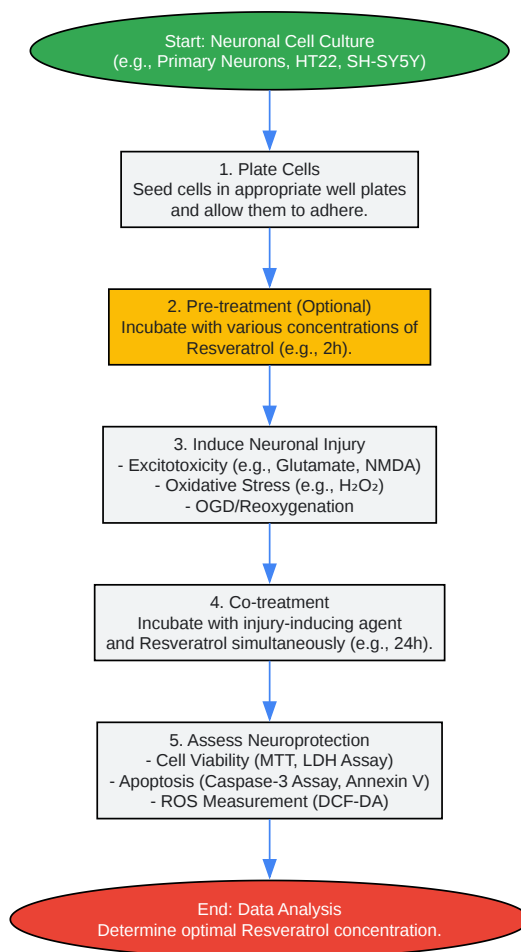 Start: Neuronal Cell Culture
(e.g., Primary Neurons, HT22, SH-SY5Y)
1. Plate Cells
Seed cells in appropriate well plates
and allow them to adhere.
2. Pre-treatment (Optional)
Incubate with various concentrations of
Resveratrol (e.g., 2h).
3. Induce Neuronal Injury
- Excitotoxicity (e.g., Glutamate, NMDA)
- Oxidative Stress (e.g., H₂O₂)
- OGD/Reoxygenation
4. Co-treatment
Incubate with injury-inducing agent
and Resveratrol simultaneously (e.g., 24h).
5. Assess Neuroprotection
- Cell Viability (MTT, LDH Assay)
- Apoptosis (Caspase-3 Assay, Annexin V)
- ROS Measurement (DCF-DA)
End: Data Analysis
Determine optimal Resveratrol concentration.